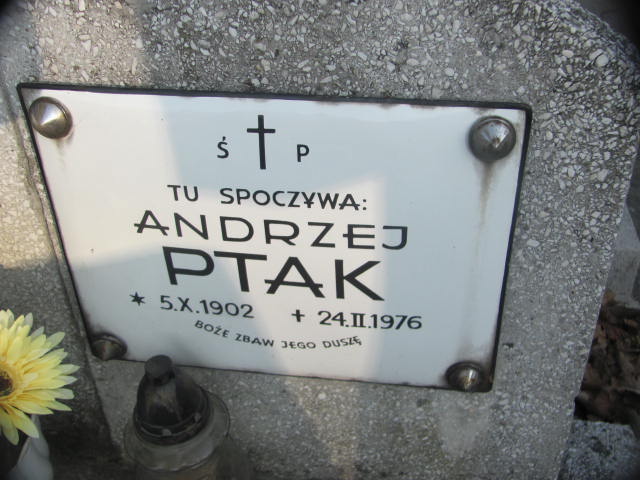 Ś P
TU SPOCZYWA:
ANDRZEJ
PTAK
* 5.X.1902 + 24.II.1976
BOŻE ZBAW JEGO DUSZĘ